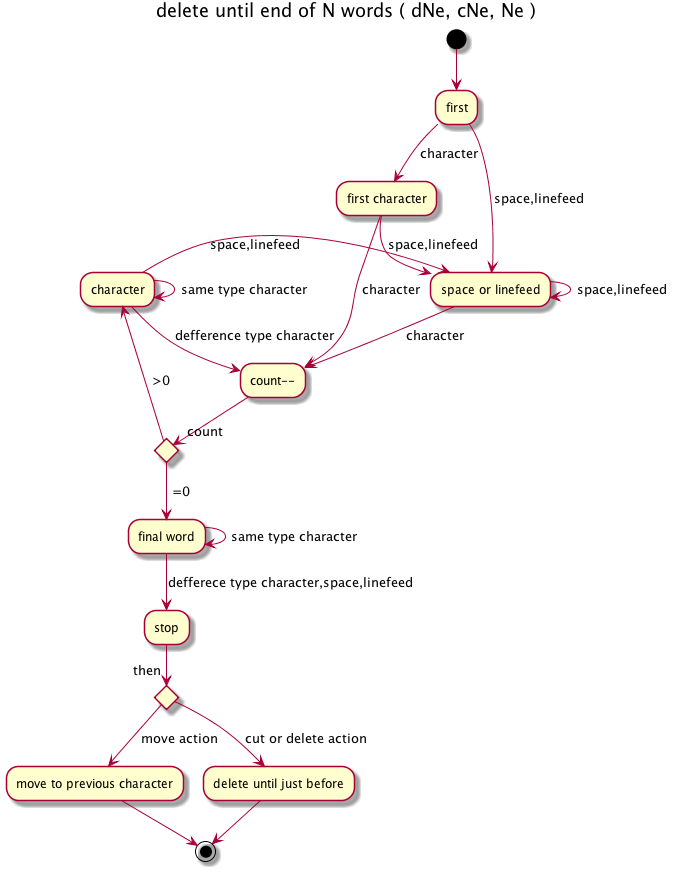 delete until end of N words ( dNe, cNe, Ne )
first
character
first character
space,linefeed
space,linefeed
space,linefeed
character
same type character
character
space or linefeed
space,linefeed
defference type character
character
count--
>0
count
=0
final word
same type character
defferece type character,space,linefeed
stop
then
move action
cut or delete action
move to previous character
delete until just before